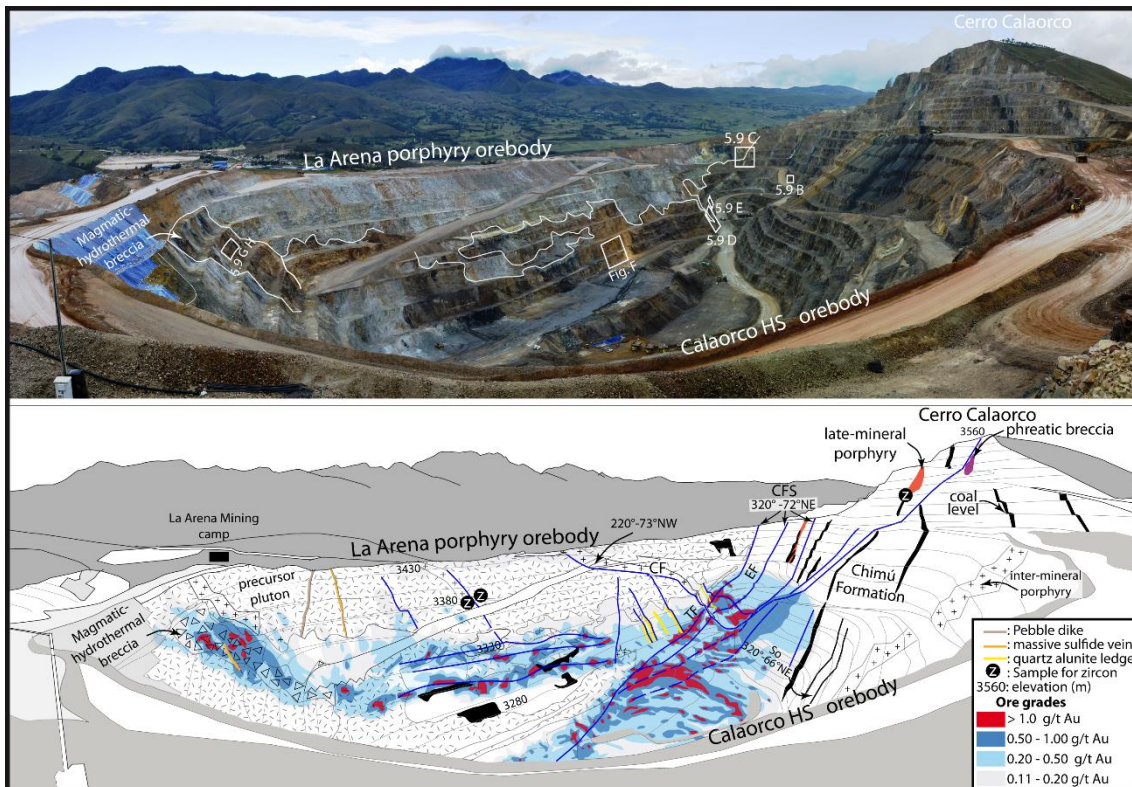 Cerro Calaorco
La Arena porphyry orebody
5.9 C
5.9 B
5.9 E
5.9 D
Magmatic-
hydrothermal
breccia
5.9 G-H
Fig-F
Calaorco HS orebody
Cerro Calaorco
3560
phreatic breccia
late-mineral
porphyry
Z
CFS
320° -72°NE
coal
level
La Arena Mining
camp
220°-73°NW
La Arena porphyry orebody
3430
CF
EF
Chimú
Formation
precursor
pluton
3380
Z Z
inter-mineral
porphyry
TF
Magmatic-
hydrothermal
breccia
3330
So
320°-66°NE
3280
Calaorco HS orebody
: Pebble dike
: massive sulfide vein
: quartz alunite ledge
Z : Sample for zircon
3560: elevation (m)
Ore grades
> 1.0 g/t Au
0.50 - 1.00 g/t Au
0.20 - 0.50 g/t Au
0.11 - 0.20 g/t Au